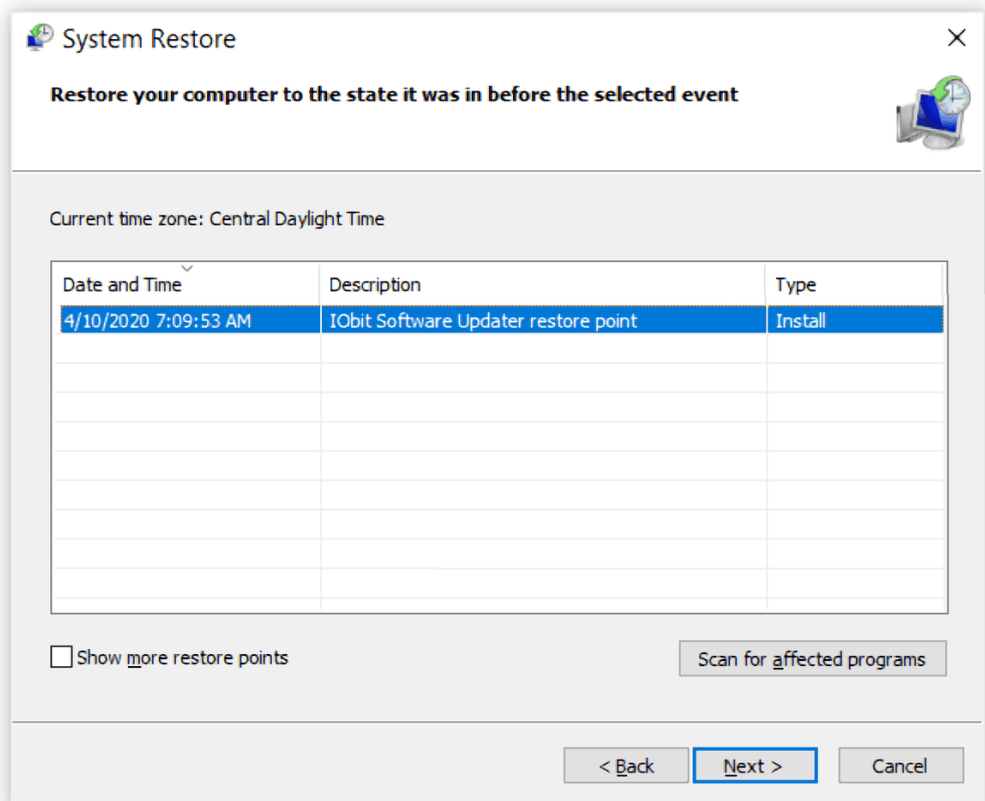 System Restore
Restore your computer to the state it was in before the selected event
Current time zone: Central Daylight Time
Date and Time Description Type
4/10/2020 7:09:53 AM IObit Software Updater restore point Install
Show more restore points Scan for affected programs
< Back Next > Cancel